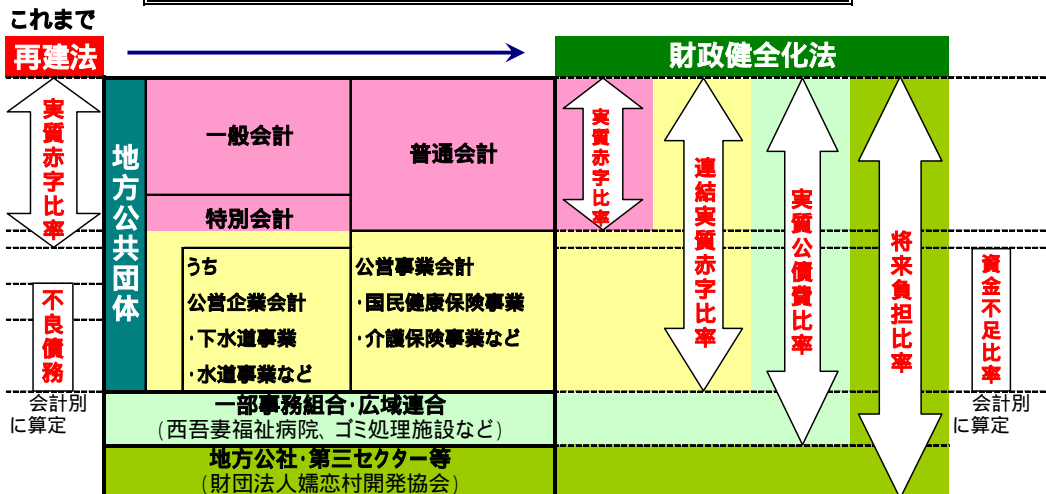 これまで
再建法
財政健全化法
実質赤字比率
地方公共団体
一般会計
普通会計
特別会計
うち
公営企業会計
・下水道事業
・水道事業など
公営事業会計
・国民健康保険事業
・介護保険事業など
不良債務
会計別
に算定
実質赤字比率
連結実質赤字比率
実質公債費比率
将来負担比率
資金不足比率
会計別
に算定
一部事務組合・広域連合
(西吾妻福祉病院、ゴミ処理施設など)
地方公社・第三セクター等
(財団法人嬬恋村開発協会)